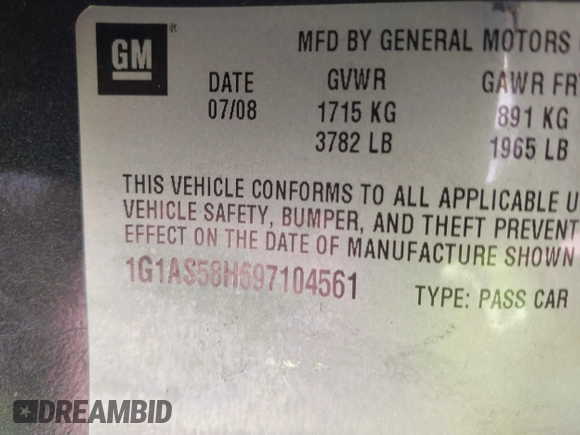 GM ® MFD BY GENERAL MOTORS
DATE GVWR GAWR FR
07/08 1715 KG 891 KG
3782 LB 1965 LB
THIS VEHICLE CONFORMS TO ALL APPLICABLE U
VEHICLE SAFETY, BUMPER, AND THEFT PREVENT
EFFECT ON THE DATE OF MANUFACTURE SHOWN
1G1AS58H697104561
TYPE: PASS CAR
DREAMBID